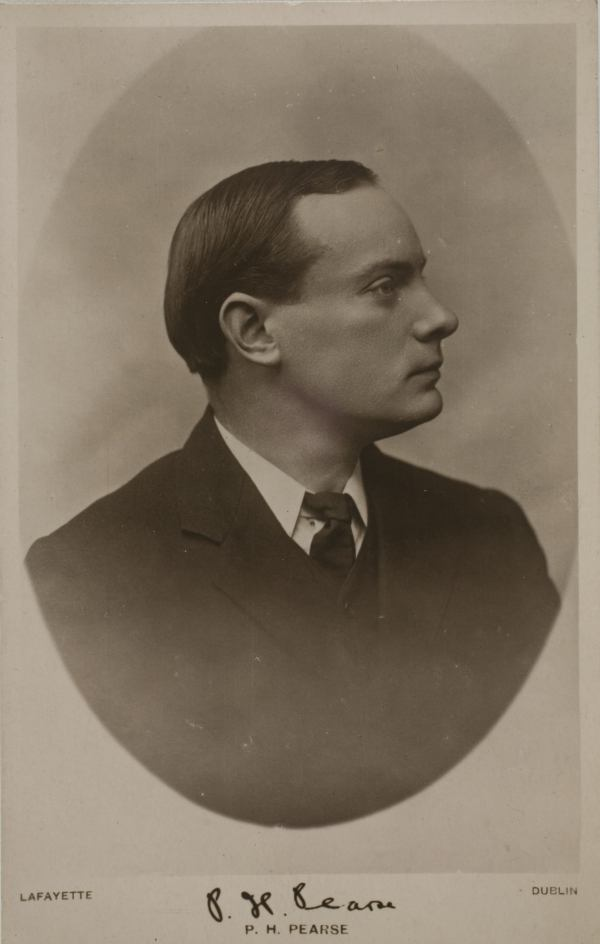 LAFAYETTE
DUBLIN
P. H. Pearse
P. H. PEARSE